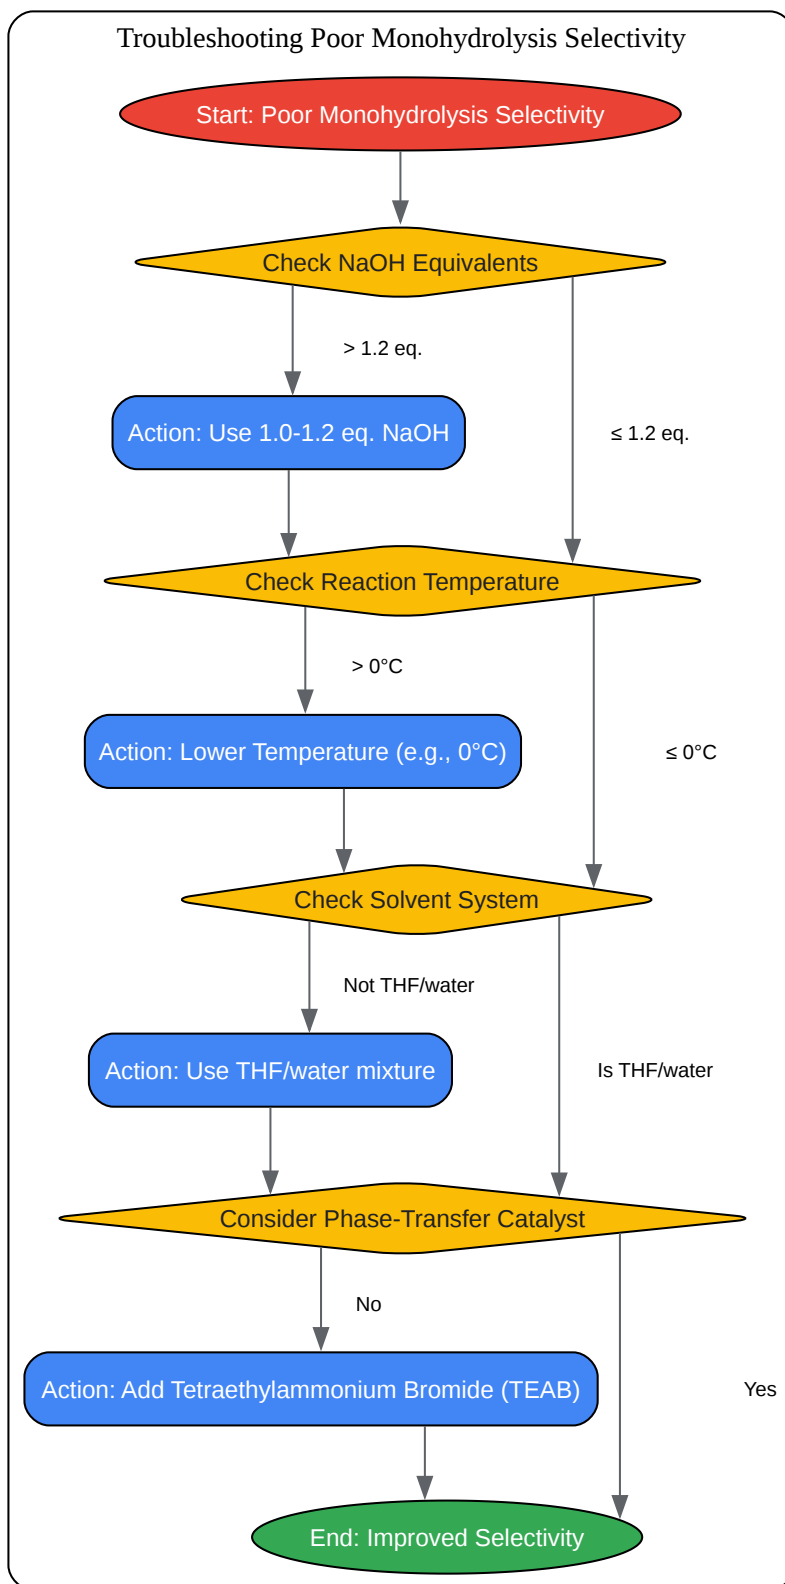 Troubleshooting Poor Monohydrolysis Selectivity
Start: Poor Monohydrolysis Selectivity
Check NaOH Equivalents
> 1.2 eq.
Action: Use 1.0-1.2 eq. NaOH
≤ 1.2 eq.
Check Reaction Temperature
> 0°C
Action: Lower Temperature (e.g., 0°C)
≤ 0°C
Check Solvent System
Not THF/water
Action: Use THF/water mixture
Is THF/water
Consider Phase-Transfer Catalyst
No
Action: Add Tetraethylammonium Bromide (TEAB)
Yes
End: Improved Selectivity